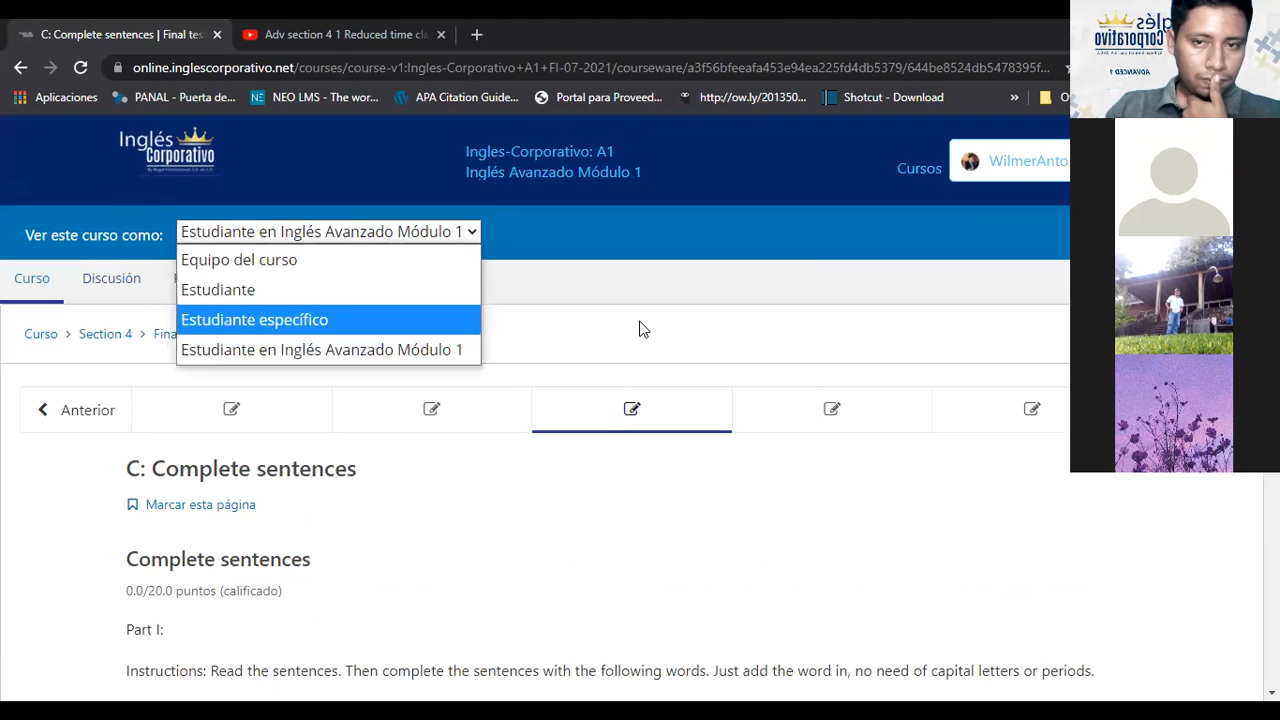 C: Complete sentences | Final tes
Adv section 4 1 Reduced time cla
online.inglescorporativo.net/courses/course-v1:Ingles-Corporativo+A1+FI-07-2021/courseware/
Aplicaciones
PANAL - Puerta de...
NEO LMS - The wor...
APA Citation Guide...
Portal para Proveed...
http://ow.ly/201350...
Shotcut - Download
»
Inglés
Corporativo
ADVANCED 1
Inglés
Corporativo
Ingles-Corporativo: A1
Inglés Avanzado Módulo 1
Cursos
WilmerAnto
Ver este curso como:
Estudiante en Inglés Avanzado Módulo 1
Equipo del curso
Estudiante
Estudiante específico
Estudiante en Inglés Avanzado Módulo 1
Curso
Discusión
Curso > Section 4 > Fina
Anterior
C: Complete sentences
Marcar esta página
Complete sentences
0.0/20.0 puntos (calificado)
Part I:
Instructions: Read the sentences. Then complete the sentences with the following words. Just add the word in, no need of capital letters or periods.